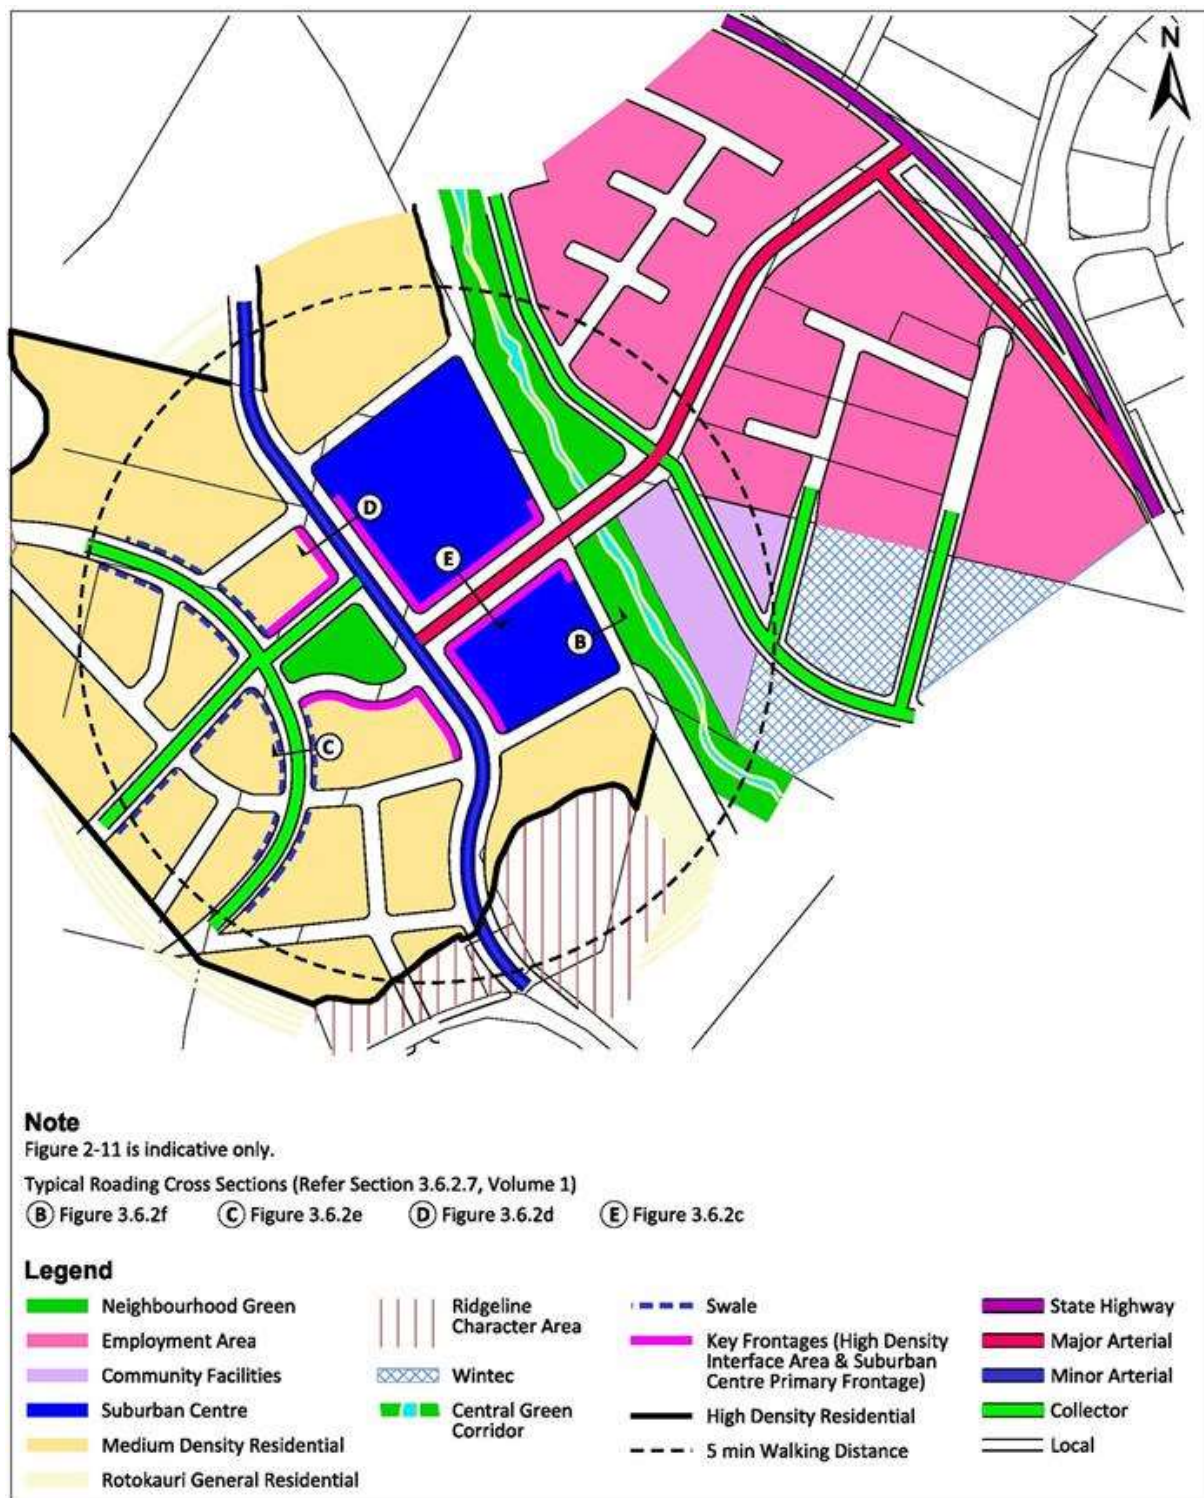 N
D
E
B
C
Note
Figure 2-11 is indicative only.
Typical Roading Cross Sections (Refer Section 3.6.2.7, Volume 1)
B Figure 3.6.2f C Figure 3.6.2e D Figure 3.6.2d E Figure 3.6.2c
Legend
Neighbourhood Green
Employment Area
Community Facilities
Suburban Centre
Medium Density Residential
Rotokauri General Residential
Ridgeline
Character Area
Wintec
Central Green
Corridor
Swale
Key Frontages (High Density
Interface Area & Suburban
Centre Primary Frontage)
High Density Residential
5 min Walking Distance
State Highway
Major Arterial
Minor Arterial
Collector
Local